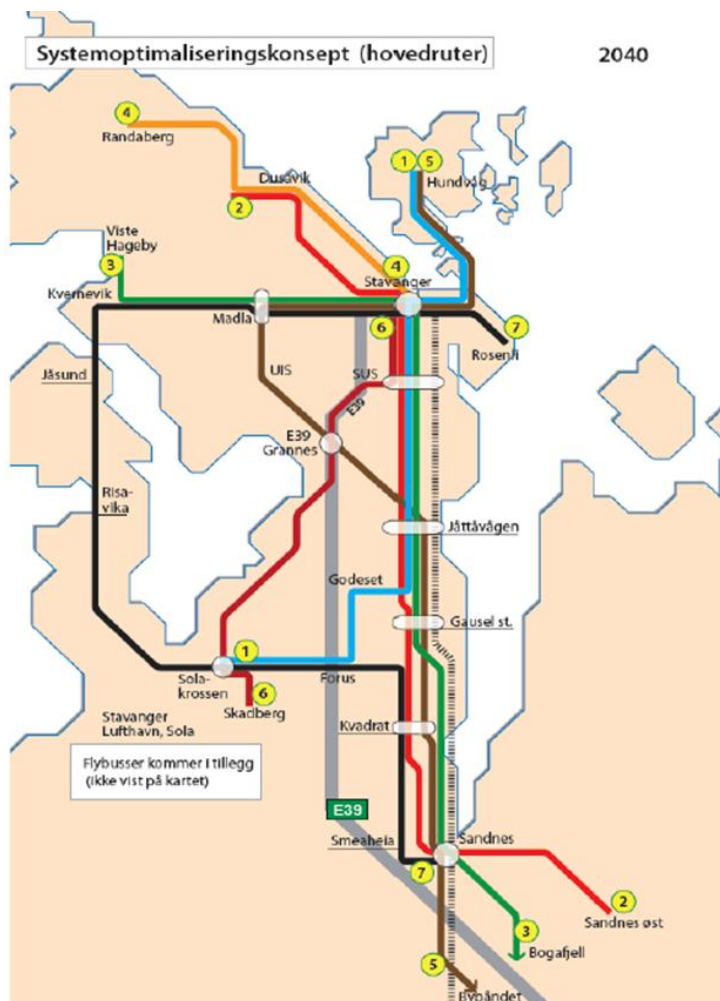 Systemoptimaliseringskonsept (hovedruter)
2040
4
Randaberg
1
5
Hundvåg
Dusavik
2
Viste
Hageby
3
4
Stavanger
Kvernevik
Madla
6
7
Rosenli
UIS
SUS
Jåsund
E39
E39
Grannes
Risa-
vika
Jåttåvågen
Godeset
Gausel st.
1
Sola-
krossen
6
Forus
Skadberg
Stavanger
Lufthavn, Sola
Kvadrat
Flybusser kommer i tillegg
(ikke vist på kartet)
E39
Smeaheia
Sandnes
7
2
Sandnes øst
3
Bogafjell
5
Bybåndet